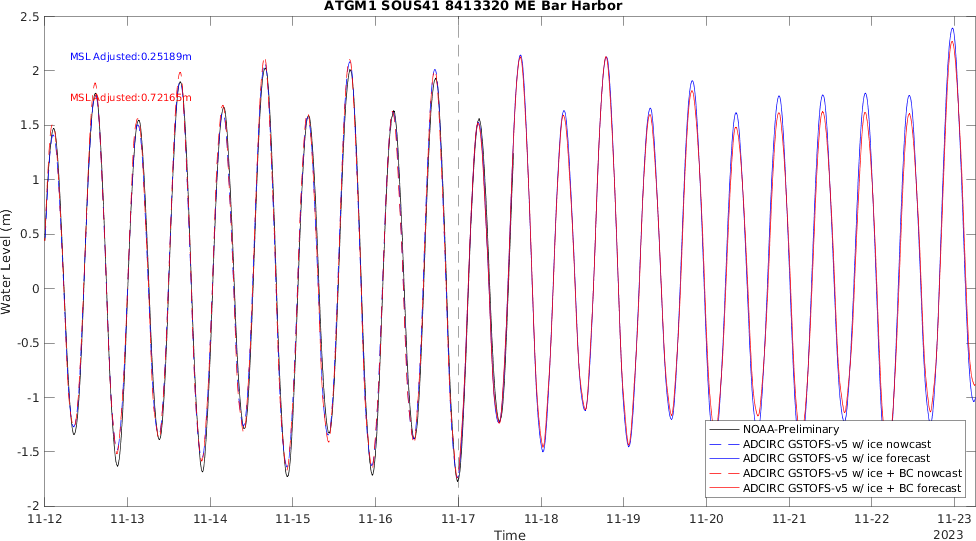 ATGM1 SOUS41 8413320 ME Bar Harbor
2.5
2
1.5
1
0.5
0
-0.5
-1
-1.5
-2
Water Level (m)
MSL Adjusted:0.25189m
MSL Adjusted:0.72165m
NOAA-Preliminary
ADCIRC GSTOFS-v5 w/ ice nowcast
ADCIRC GSTOFS-v5 w/ ice forecast
ADCIRC GSTOFS-v5 w/ ice + BC nowcast
ADCIRC GSTOFS-v5 w/ ice + BC forecast
11-12 11-13 11-14 11-15 11-16 11-17 11-18 11-19 11-20 11-21 11-22 11-23
Time
2023